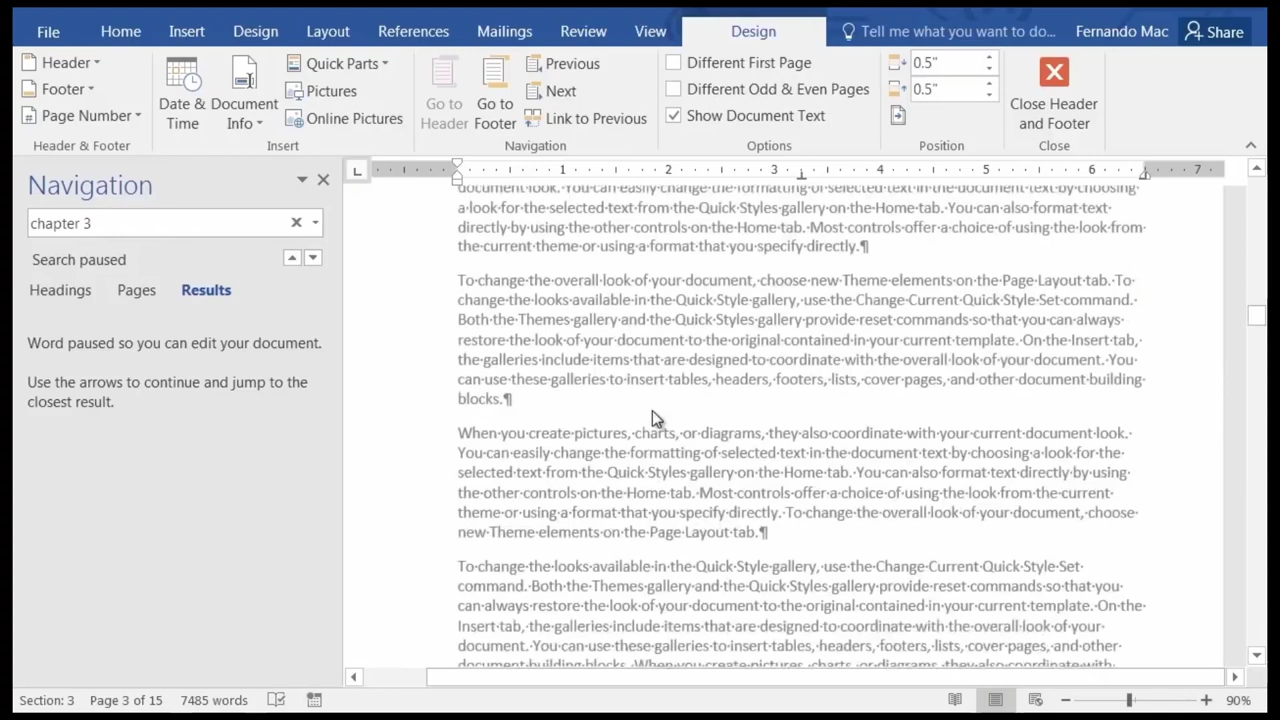 File Home Insert Design Layout References Mailings Review View Design Tell me what you want to do... Fernando Mac Share
Header
Footer
Page Number
Header & Footer
Date & Time
Document Info
Quick Parts
Pictures
Online Pictures
Insert
Go to Header
Go to Footer
Previous
Next
Link to Previous
Navigation
Different First Page
Different Odd & Even Pages
Show Document Text
Options
0.5"
0.5"
Position
Close Header and Footer
Close
Navigation
chapter 3
Search paused
Headings Pages Results
Word paused so you can edit your document.
Use the arrows to continue and jump to the
closest result.
L
1 2 3 4 5 6 7
document·look.·You·can·easily·change·the·formatting·of·selected·text·in·the·document·text·by·choosing·
a·look·for·the·selected·text·from·the·Quick·Styles·gallery·on·the·Home·tab.·You·can·also·format·text·
directly·by·using·the·other·controls·on·the·Home·tab.·Most·controls·offer·a·choice·of·using·the·look·from·
the·current·theme·or·using·a·format·that·you·specify·directly.¶
To·change·the·overall·look·of·your·document,·choose·new·Theme·elements·on·the·Page·Layout·tab.·To·
change·the·looks·available·in·the·Quick·Style·gallery,·use·the·Change·Current·Quick·Style·Set·command.·
Both·the·Themes·gallery·and·the·Quick·Styles·gallery·provide·reset·commands·so·that·you·can·always·
restore·the·look·of·your·document·to·the·original·contained·in·your·current·template.·On·the·Insert·tab,·
the·galleries·include·items·that·are·designed·to·coordinate·with·the·overall·look·of·your·document.·You·
can·use·these·galleries·to·insert·tables,·headers,·footers,·lists,·cover·pages,·and·other·document·building·
blocks.¶
When·you·create·pictures,·charts,·or·diagrams,·they·also·coordinate·with·your·current·document·look.·
You·can·easily·change·the·formatting·of·selected·text·in·the·document·text·by·choosing·a·look·for·the·
selected·text·from·the·Quick·Styles·gallery·on·the·Home·tab.·You·can·also·format·text·directly·by·using·
the·other·controls·on·the·Home·tab.·Most·controls·offer·a·choice·of·using·the·look·from·the·current·
theme·or·using·a·format·that·you·specify·directly.·To·change·the·overall·look·of·your·document,·choose·
new·Theme·elements·on·the·Page·Layout·tab.¶
To·change·the·looks·available·in·the·Quick·Style·gallery,·use·the·Change·Current·Quick·Style·Set·
command.·Both·the·Themes·gallery·and·the·Quick·Styles·gallery·provide·reset·commands·so·that·you·
can·always·restore·the·look·of·your·document·to·the·original·contained·in·your·current·template.·On·the·
Insert·tab,·the·galleries·include·items·that·are·designed·to·coordinate·with·the·overall·look·of·your·
document.·You·can·use·these·galleries·to·insert·tables,·headers,·footers,·lists,·cover·pages,·and·other·
document·building·blocks.·When·you·create·pictures,·charts,·or·diagrams,·they·also·coordinate·with·
Section: 3 Page 3 of 15 7485 words 90%